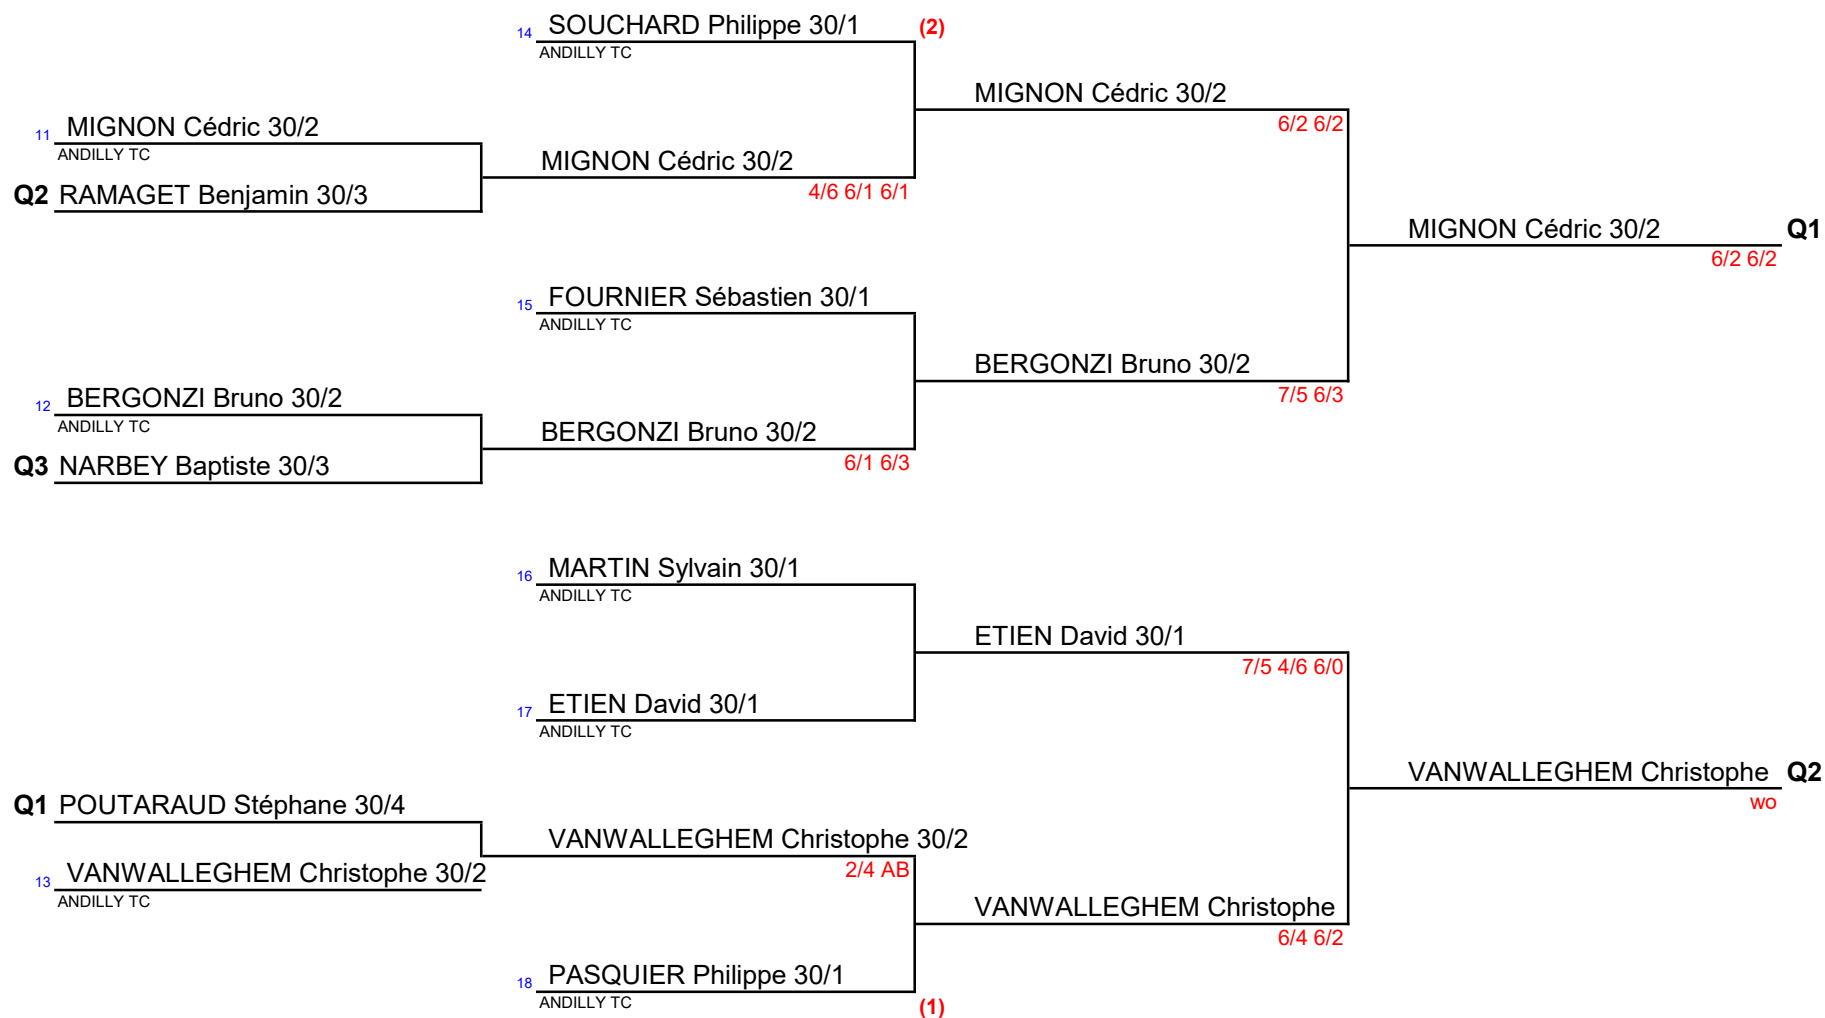 14 SOUCHARD Philippe 30/1 (2)
ANDILLY TC
MIGNON Cédric 30/2
6/2 6/2
11 MIGNON Cédric 30/2
ANDILLY TC
MIGNON Cédric 30/2
4/6 6/1 6/1
Q2 RAMAGET Benjamin 30/3
MIGNON Cédric 30/2 Q1
6/2 6/2
15 FOURNIER Sébastien 30/1
ANDILLY TC
BERGONZI Bruno 30/2
7/5 6/3
12 BERGONZI Bruno 30/2
ANDILLY TC
BERGONZI Bruno 30/2
6/1 6/3
Q3 NARBEY Baptiste 30/3
16 MARTIN Sylvain 30/1
ANDILLY TC
ETIEN David 30/1
7/5 4/6 6/0
17 ETIEN David 30/1
ANDILLY TC
VANWALLEGHEM Christophe Q2
wo
Q1 POUTARAUD Stéphane 30/4
VANWALLEGHEM Christophe 30/2
2/4 AB
13 VANWALLEGHEM Christophe 30/2
ANDILLY TC
VANWALLEGHEM Christophe
6/4 6/2
18 PASQUIER Philippe 30/1
ANDILLY TC
(1)